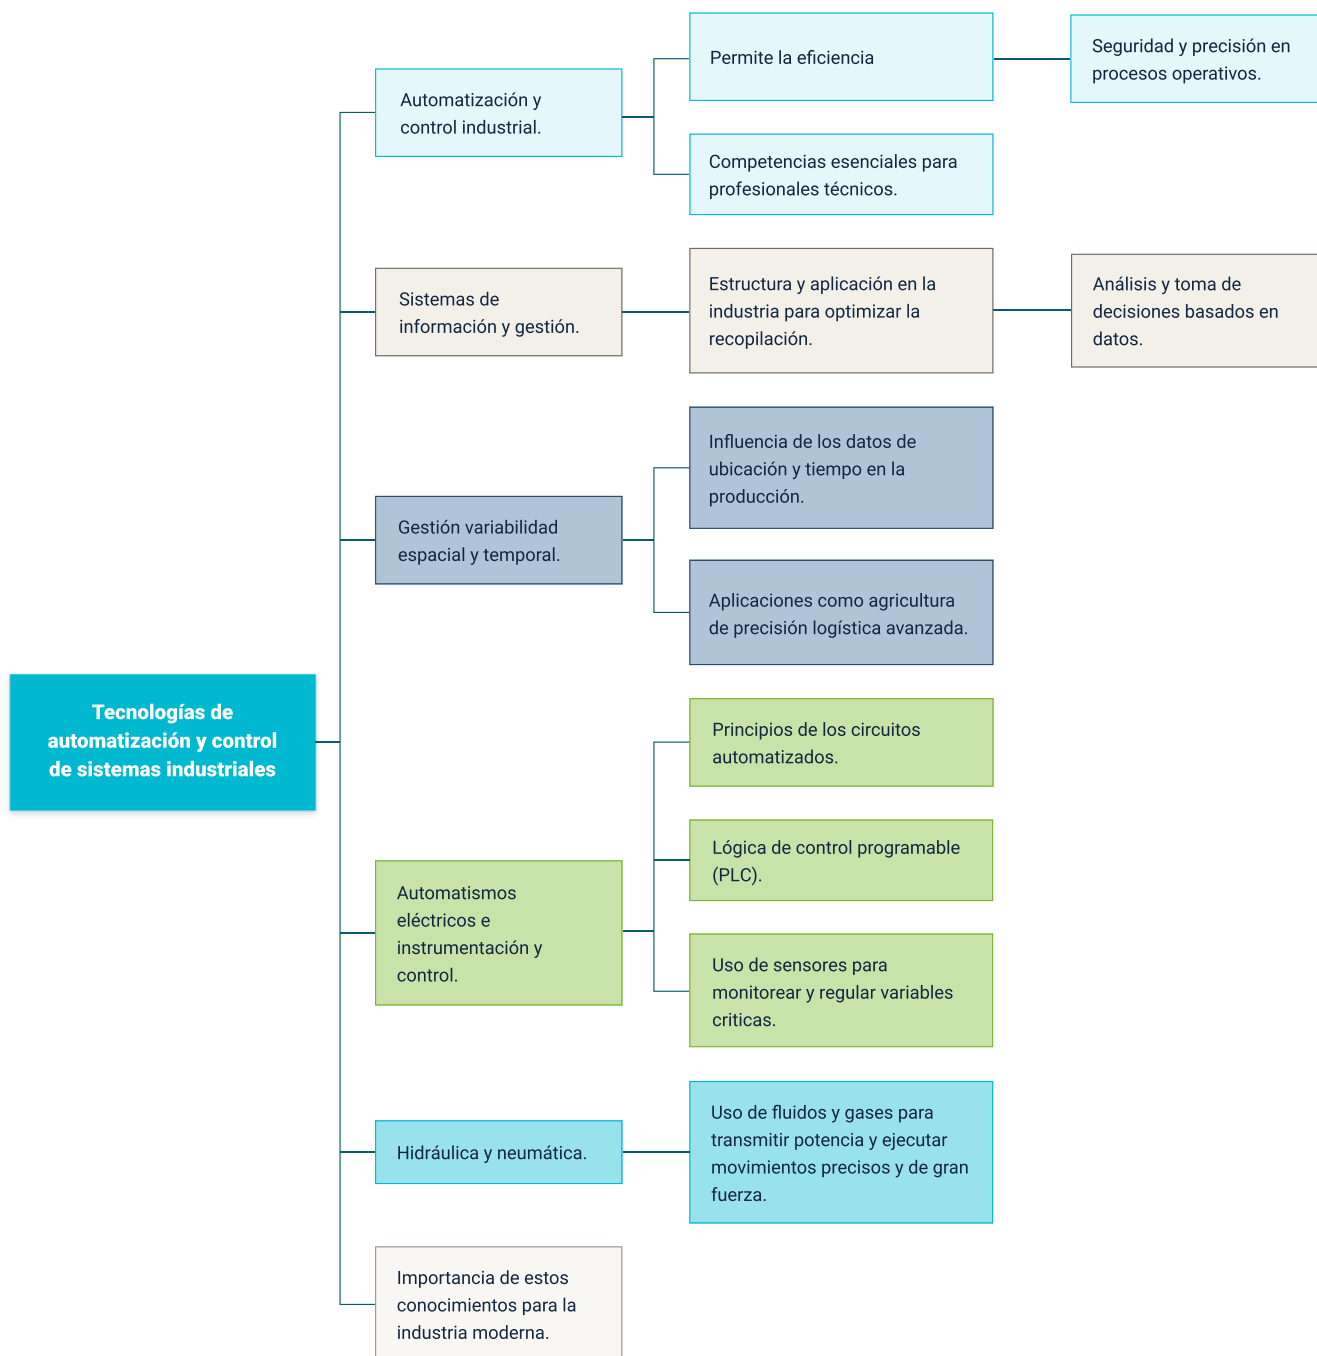 Permite la eficiencia
Seguridad y precisión en
procesos operativos.
Automatización y
control industrial.
Competencias esenciales para
profesionales técnicos.
Sistemas de
información y gestión.
Estructura y aplicación en la
industria para optimizar la
recopilación.
Análisis y toma de
decisiones basados en
datos.
Gestión variabilidad
espacial y temporal.
Influencia de los datos de
ubicación y tiempo en la
producción.
Aplicaciones como agricultura
de precisión logística avanzada.
Tecnologías de
automatización y control
de sistemas industriales
Automatismos
eléctricos e
instrumentación y
control.
Principios de los circuitos
automatizados.
Lógica de control programable
(PLC).
Uso de sensores para
monitorear y regular variables
criticas.
Hidráulica y neumática.
Uso de fluidos y gases para
transmitir potencia y ejecutar
movimientos precisos y de gran
fuerza.
Importancia de estos
conocimientos para la
industria moderna.